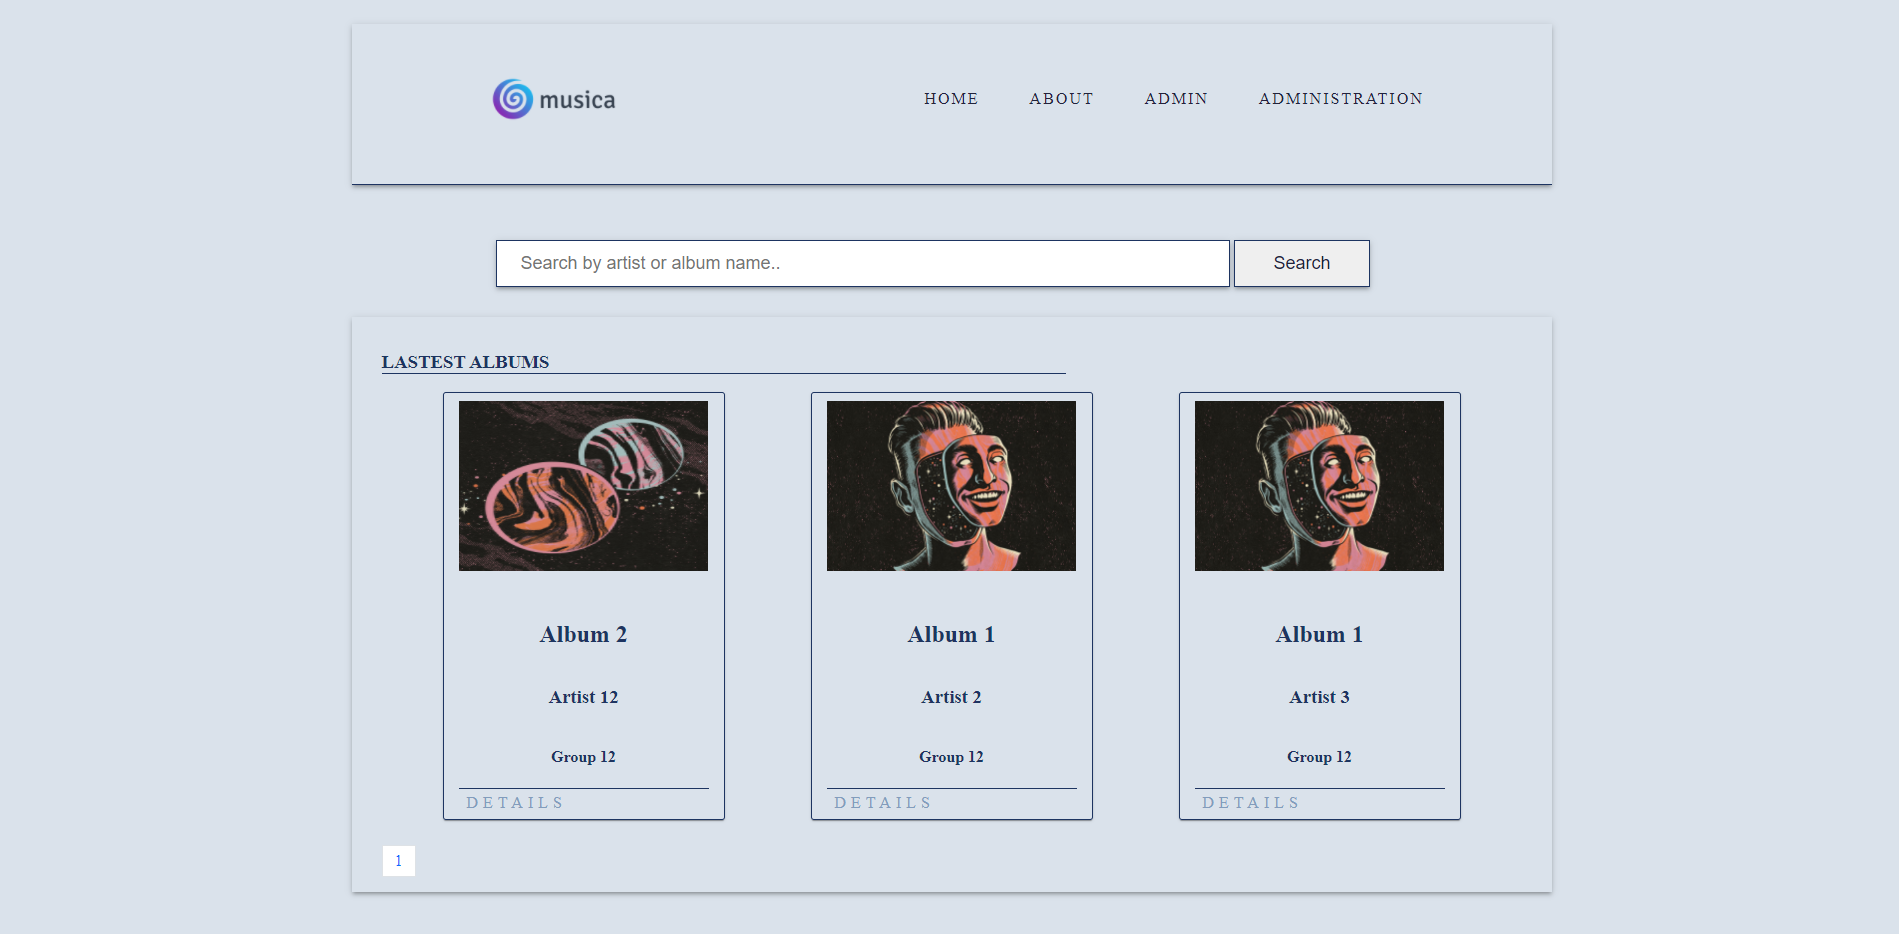 musica
HOME ABOUT ADMIN ADMINISTRATION
Search by artist or album name..
Search
LASTEST ALBUMS
Album 2
Artist 12
Group 12
DETAILS
Album 1
Artist 2
Group 12
DETAILS
Album 1
Artist 3
Group 12
DETAILS
1